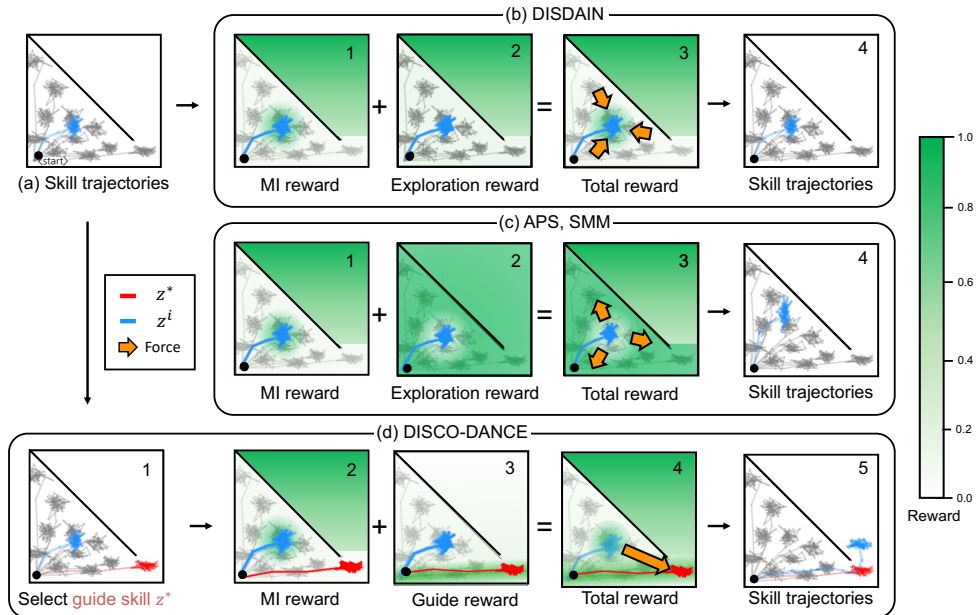 (b) DISDAIN
1
2
3
4
+
=
start
(a) Skill trajectories
MI reward
Exploration reward
Total reward
Skill trajectories
(c) APS, SMM
1
2
3
4
+
=
z*
z^i
Force
MI reward
Exploration reward
Total reward
Skill trajectories
1.0
0.8
0.6
0.4
0.2
0.0
Reward
(d) DISCO-DANCE
1
2
3
4
5
+
=
Select guide skill z*
MI reward
Guide reward
Total reward
Skill trajectories